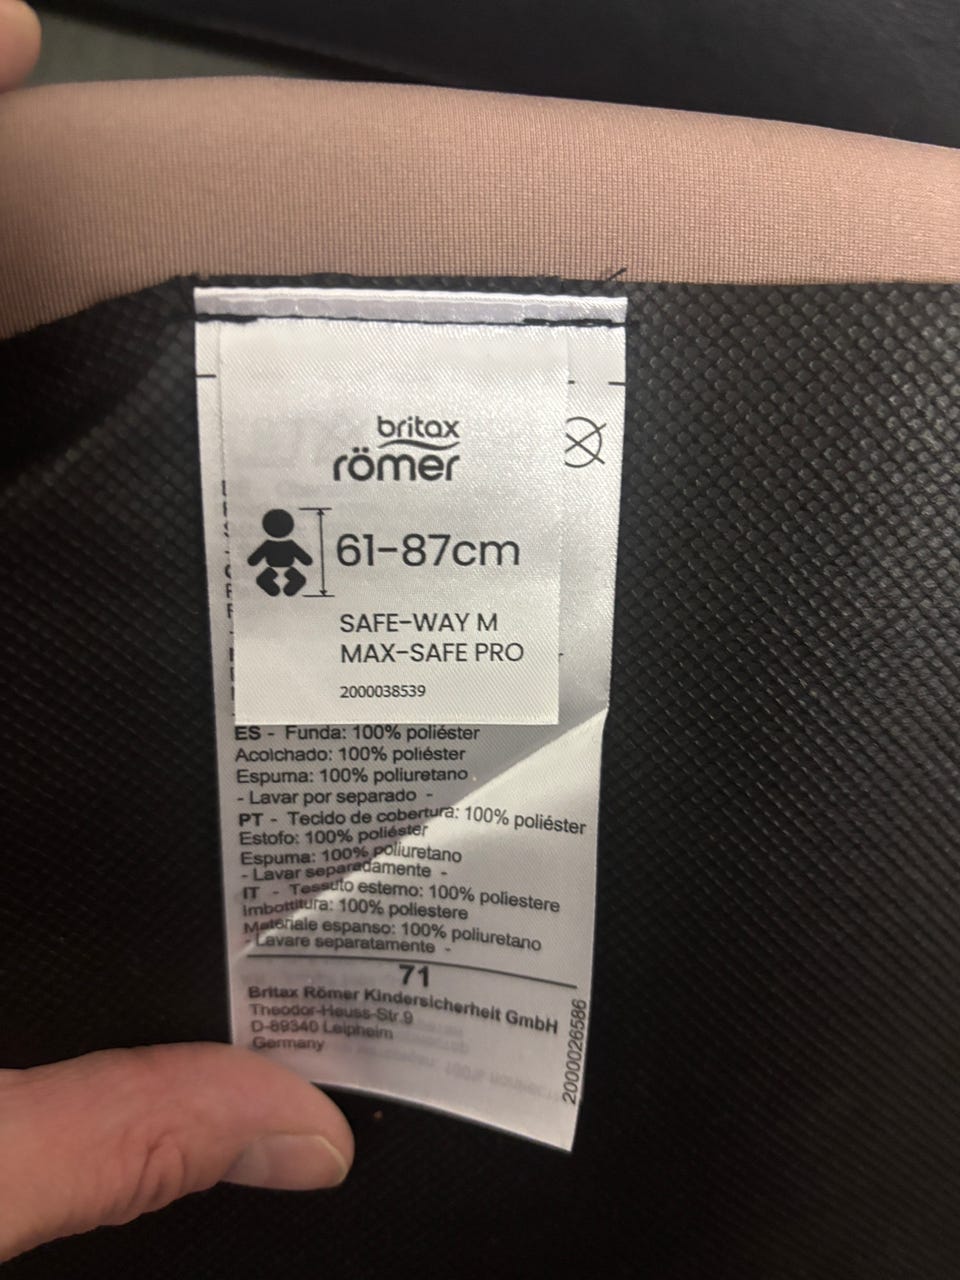 britax
römer
61-87cm
SAFE-WAY M
MAX-SAFE PRO
2000038539
ES - Funda: 100% poliéster
Acolchado: 100% poliéster
Espuma: 100% poliuretano
- Lavar por separado -
PT - Tecido de cobertura: 100% poliéster
Estofo: 100% poliéster
Espuma: 100% poliuretano
- Lavar separadamente -
IT - Tessuto esterno: 100% poliestere
Imbottitura: 100% poliestere
Materiale espanso: 100% poliuretano
- Lavare separatamente -
71
Britax Römer Kindersicherheit GmbH
Theodor-Heuss-Str.9
D-89340 Leipheim
Germany
2000026586